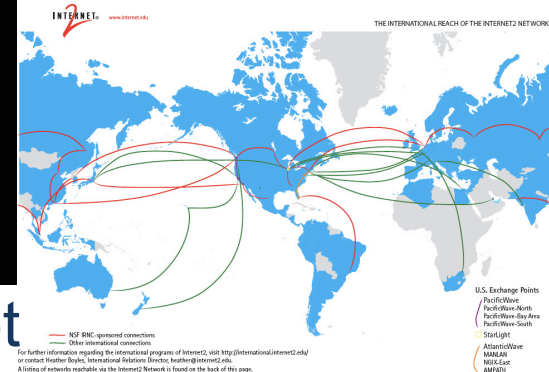 INTERNET®
2
www.internet.edu
THE INTERNATIONAL REACH OF THE INTERNET2 NETWORK
U.S. Exchange Points
PacificWave
PacificWave-North
PacificWave-Bay Area
PacificWave-South
StarLight
AtlanticWave
MANLAN
NGIX-East
AMPATH
t
NSF IRNC-sponsored connections
Other international connections
For further information regarding the international programs of Internet2, visit http://international.internet2.edu/
or contact Heather Boyles, International Relations Director, heather@internet2.edu.
A listing of networks reachable via the Internet2 Network is found on the back of this page.